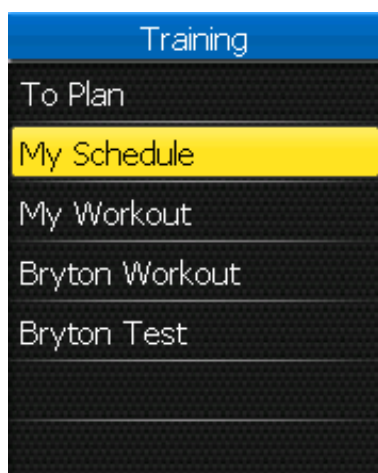 Training
To Plan
My Schedule
My Workout
Bryton Workout
Bryton Test